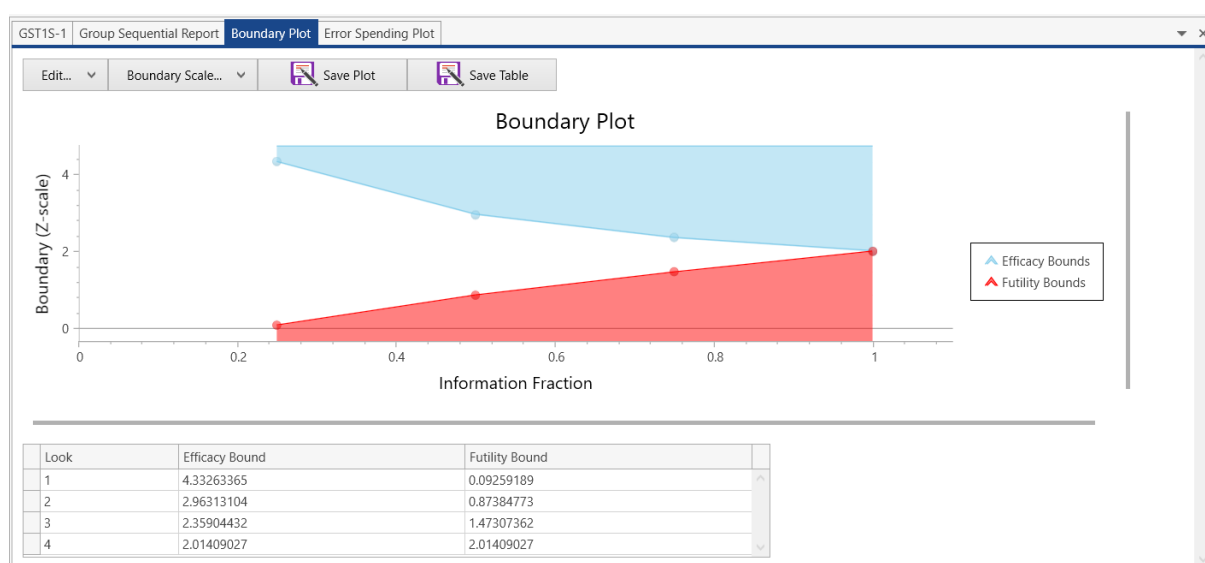 GST1S-1 Group Sequential Report Boundary Plot Error Spending Plot
Edit... Boundary Scale... Save Plot Save Table
Boundary Plot
Boundary (Z-scale)
4
2
0
0 0.2 0.4 0.6 0.8 1
Information Fraction
Efficacy Bounds
Futility Bounds
Look Efficacy Bound Futility Bound
1 4.33263365 0.09259189
2 2.96313104 0.87384773
3 2.35904432 1.47307362
4 2.01409027 2.01409027